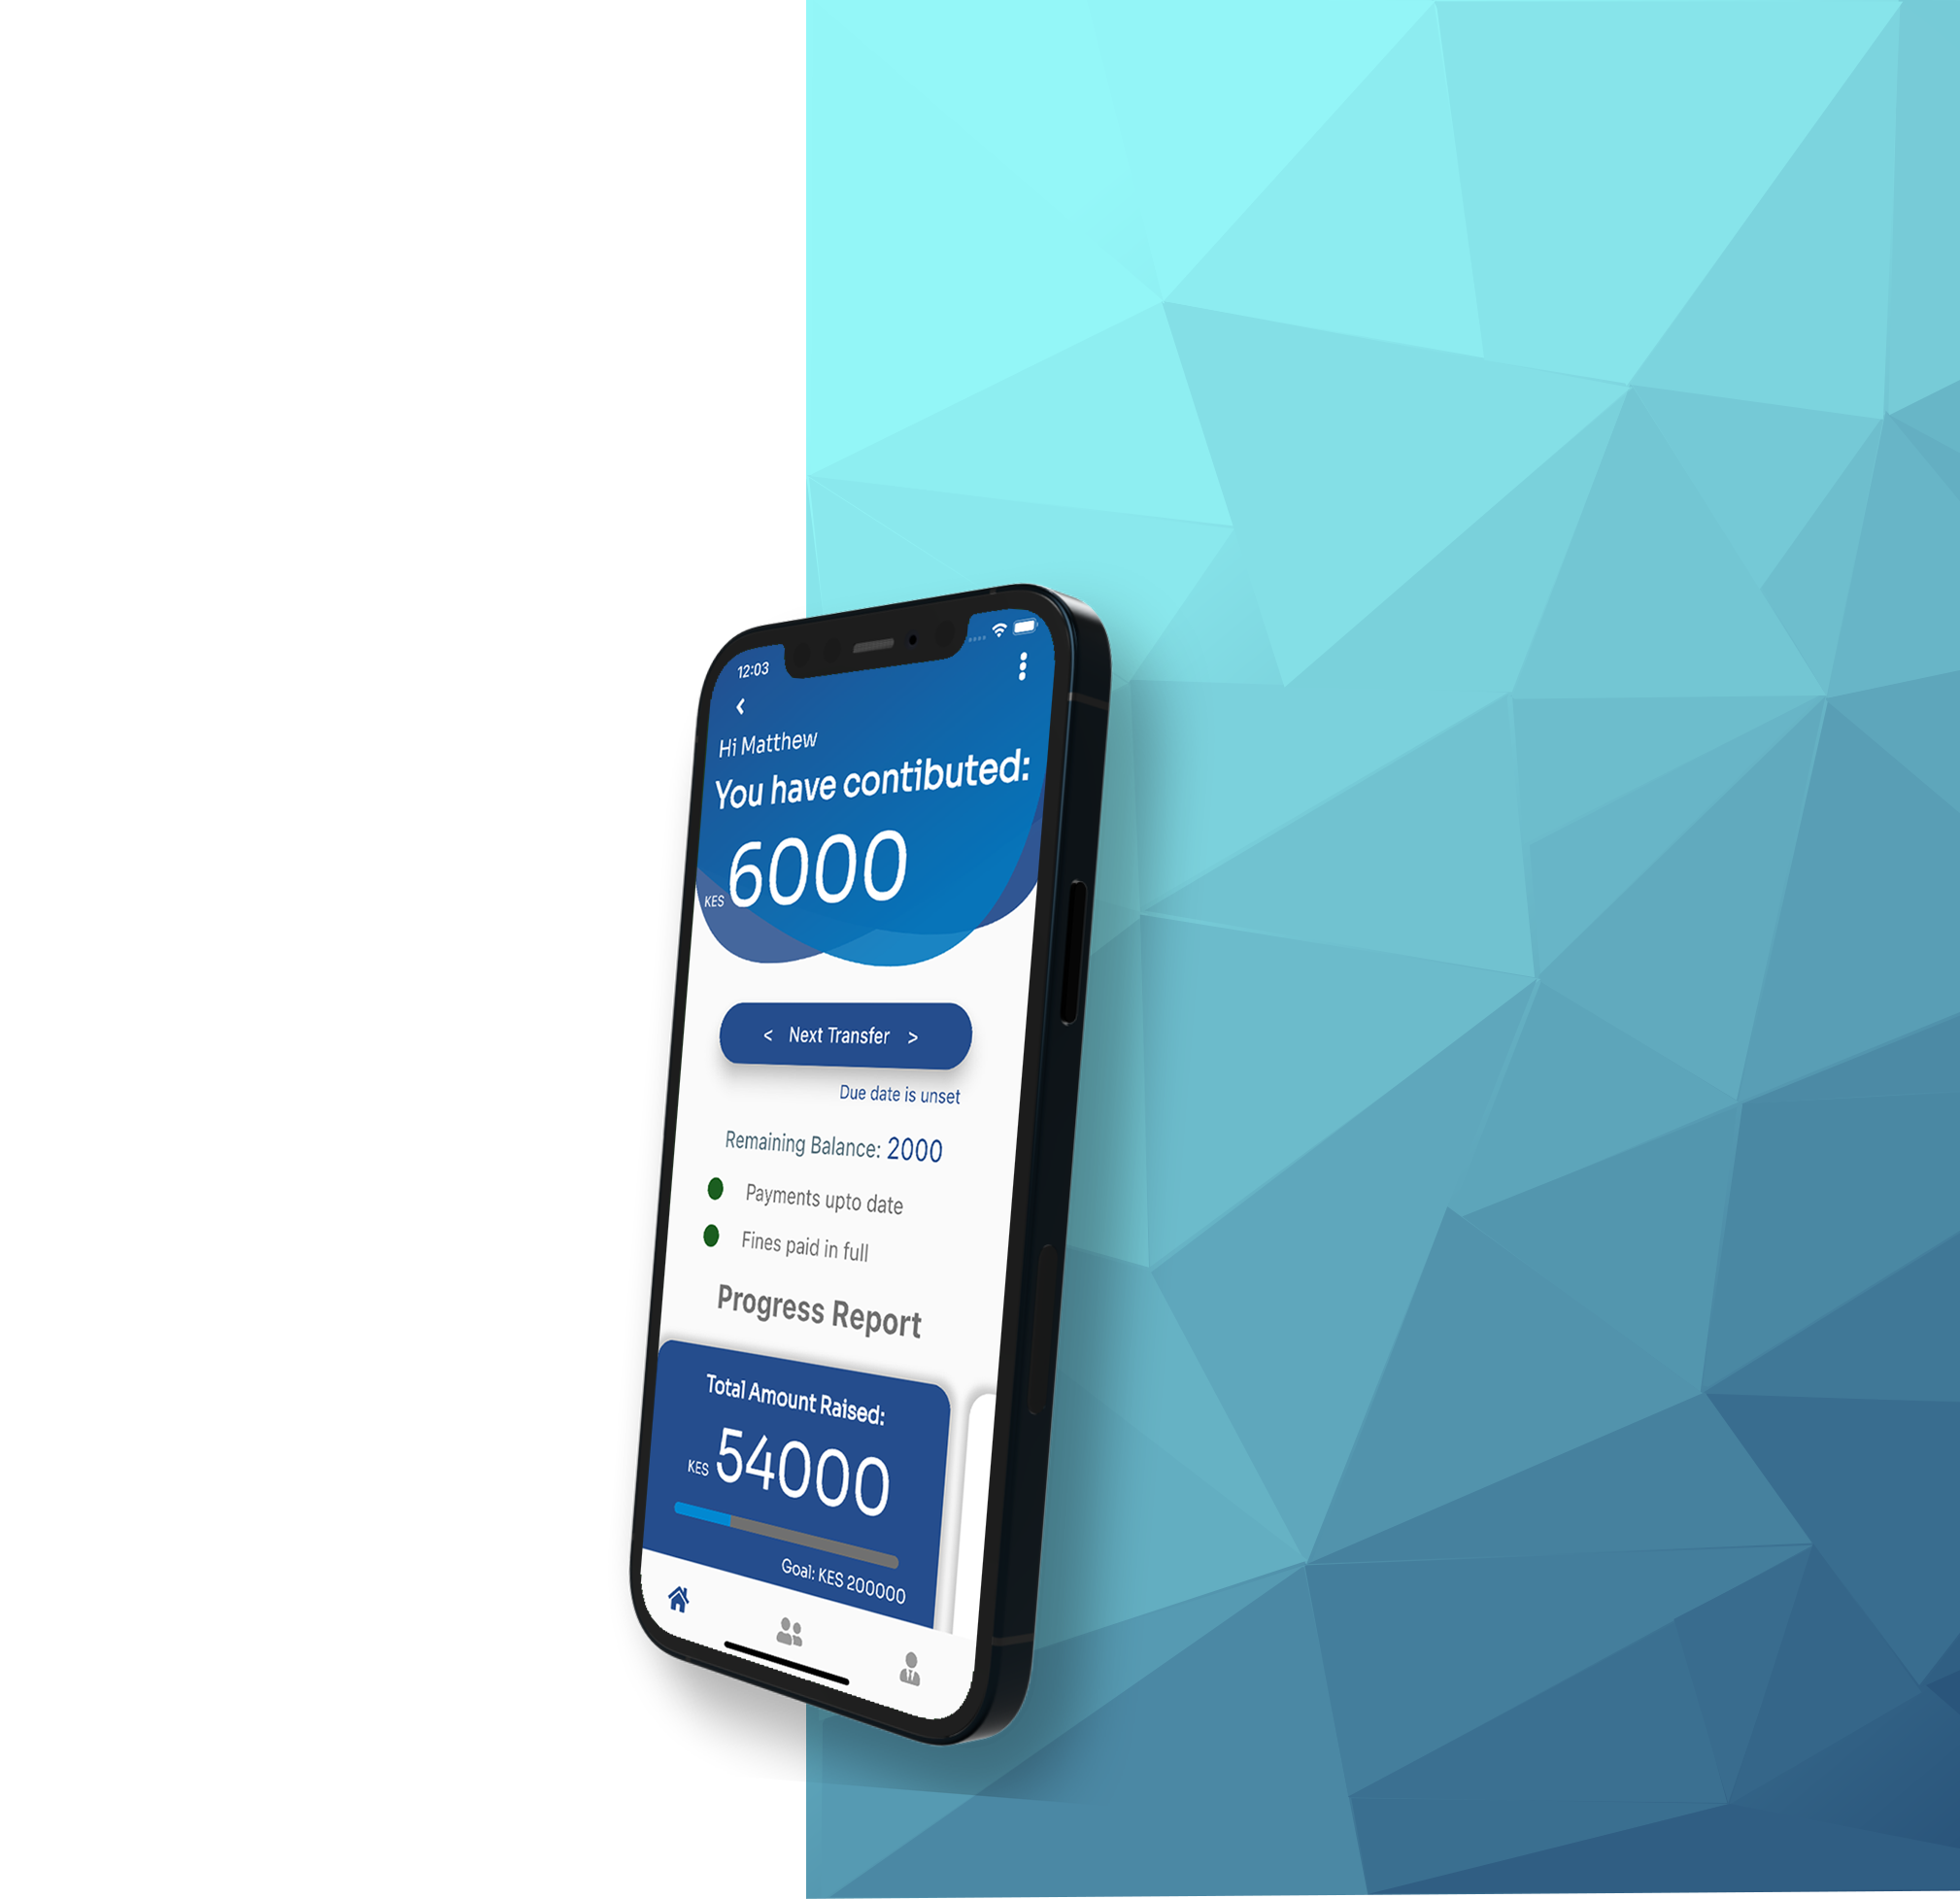 12:03
Hi Matthew
You have contibuted:
KES 6000
< Next Transfer >
Due date is unset
Remaining Balance: 2000
Payments upto date
Fines paid in full
Progress Report
Total Amount Raised:
KES 54000
Goal: KES 200000